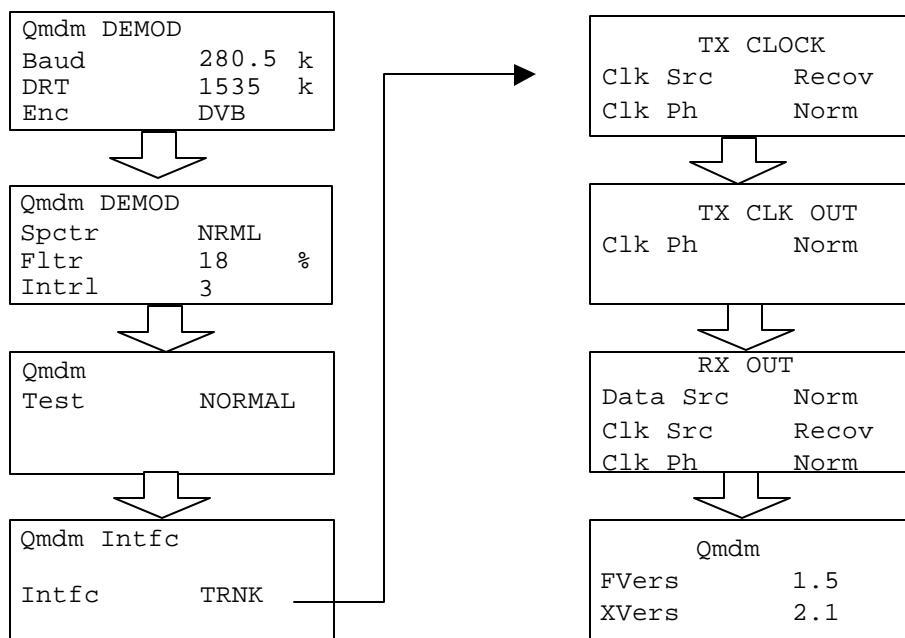 Qmdm DEMOD
Baud 280.5 k
DRT 1535 k
Enc DVB
Qmdm DEMOD
Spctr NRML
Fltr 18 %
Intrl 3
Qmdm
Test NORMAL
Qmdm Intfc
Intfc TRNK
TX CLOCK
Clk Src Recov
Clk Ph Norm
TX CLK OUT
Clk Ph Norm
RX OUT
Data Src Norm
Clk Src Recov
Clk Ph Norm
Qmdm
FVers 1.5
XVers 2.1